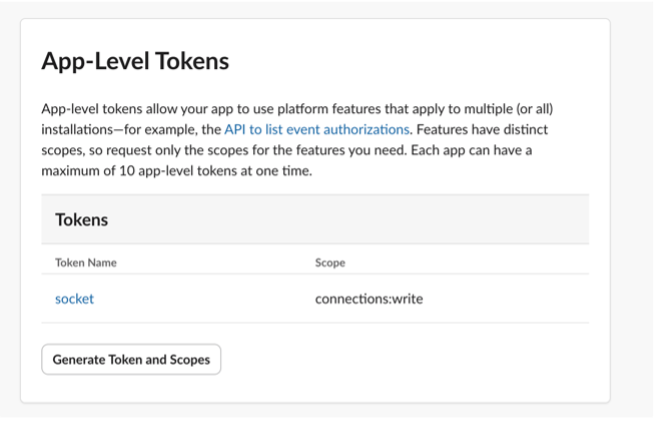 App-Level Tokens
App-level tokens allow your app to use platform features that apply to multiple (or all)
installations—for example, the API to list event authorizations. Features have distinct
scopes, so request only the scopes for the features you need. Each app can have a
maximum of 10 app-level tokens at one time.
Tokens
Token Name Scope
socket connections:write
Generate Token and Scopes